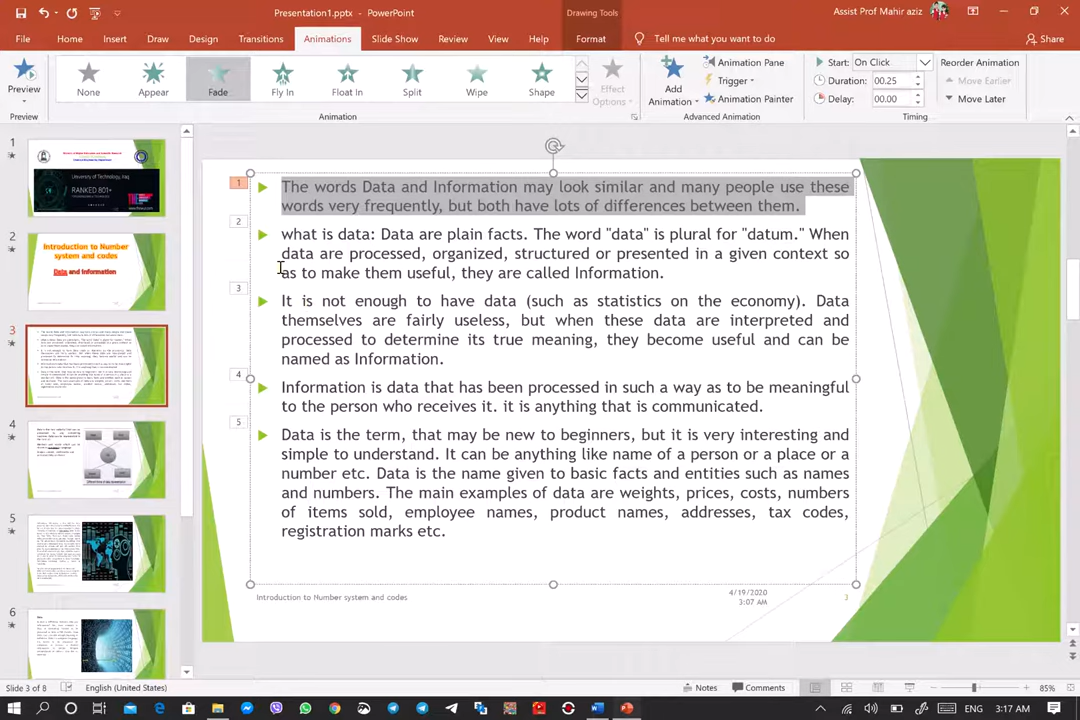 Presentation1.pptx - PowerPoint
Drawing Tools
Assist Prof Mahir aziz
File Home Insert Draw Design Transitions Animations Slide Show Review View Help Format Tell me what you want to do Share
Preview
None Appear Fade Fly In Float In Split Wipe Shape
Effect Options
Add Animation
Animation Pane
Trigger
Animation Painter
Start: On Click
Duration: 00.25
Delay: 00.00
Reorder Animation
Move Earlier
Move Later
Preview Animation Advanced Animation Timing
1
University of Technology, Iraq
RANKED 801+
2
Introduction to Number
system and codes
Data and Information
3
4
5
6
1
The words Data and Information may look similar and many people use these
words very frequently, but both have lots of differences between them.
2
what is data: Data are plain facts. The word "data" is plural for "datum." When
data are processed, organized, structured or presented in a given context so
as to make them useful, they are called Information.
3
It is not enough to have data (such as statistics on the economy). Data
themselves are fairly useless, but when these data are interpreted and
processed to determine its true meaning, they become useful and can be
named as Information.
4
Information is data that has been processed in such a way as to be meaningful
to the person who receives it. it is anything that is communicated.
5
Data is the term, that may be new to beginners, but it is very interesting and
simple to understand. It can be anything like name of a person or a place or a
number etc. Data is the name given to basic facts and entities such as names
and numbers. The main examples of data are weights, prices, costs, numbers
of items sold, employee names, product names, addresses, tax codes,
registration marks etc.
Introduction to Number system and codes
4/19/2020
3:07 AM
3
Slide 3 of 8 English (United States) Notes Comments 85%
ENG 3:17 AM